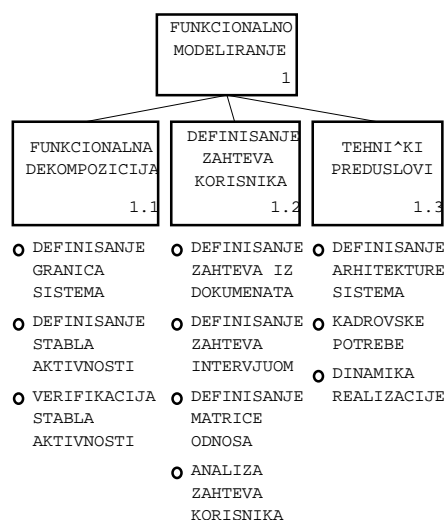 FUNKCIONALNO
MODELIRANJE
1
FUNKCIONALNA
DEKOMPOZICIJA
1.1
DEFINISANJE
ZAHTEVA
KORISNIKA
1.2
TEHNI^KI
PREDUSLOVI
1.3
DEFINISANJE
GRANICA
SISTEMA
DEFINISANJE
STABLA
AKTIVNOSTI
VERIFIKACIJA
STABLA
AKTIVNOSTI
DEFINISANJE
ZAHTEVA IZ
DOKUMENATA
DEFINISANJE
ZAHTEVA
INTERVJUOM
DEFINISANJE
MATRICE
ODNOSA
ANALIZA
ZAHTEVA
KORISNIKA
DEFINISANJE
ARHITEKTURE
SISTEMA
KADROVSKE
POTREBE
DINAMIKA
REALIZACIJE